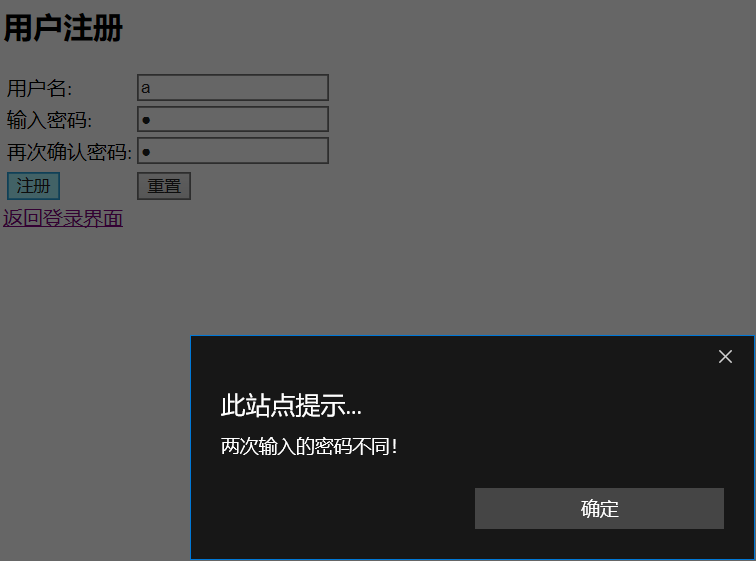 用户注册
用户名: a
输入密码: ●
再次确认密码: ●
注册 重置
返回登录界面
此站点提示...
两次输入的密码不同!
确定